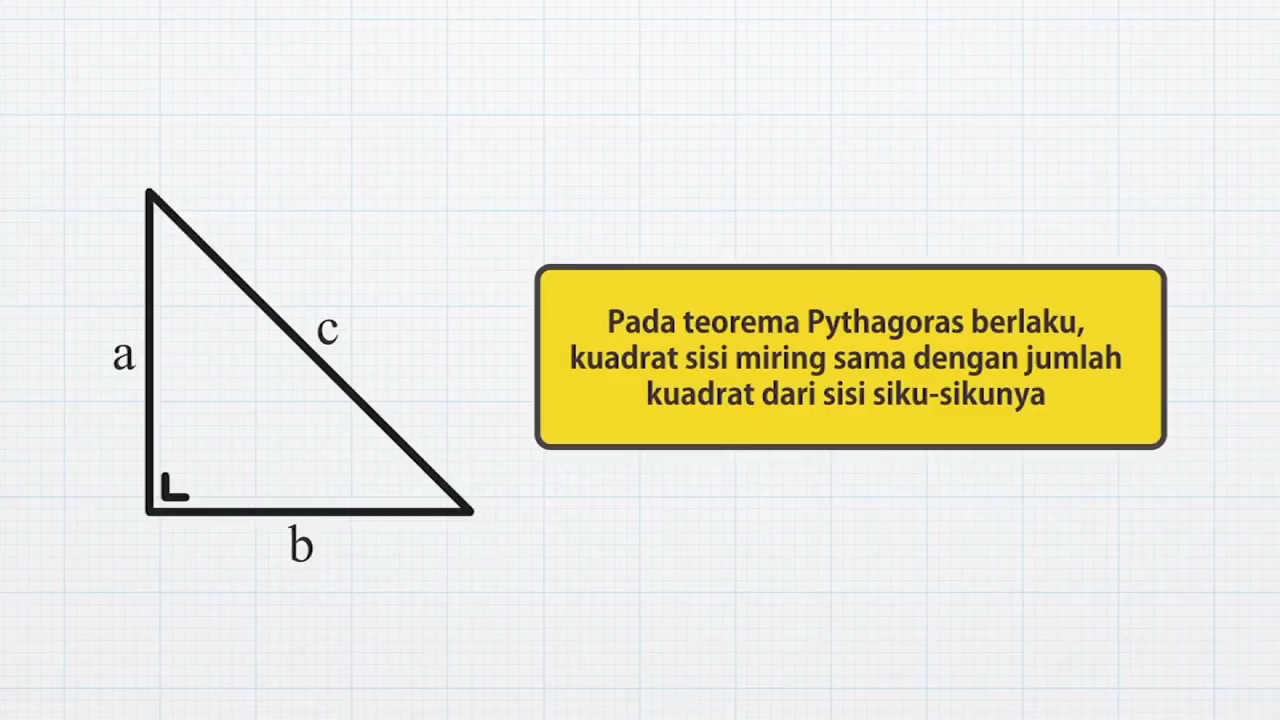 c
a
b
Pada teorema Pythagoras berlaku,
kuadrat sisi miring sama dengan jumlah
kuadrat dari sisi siku-sikunya